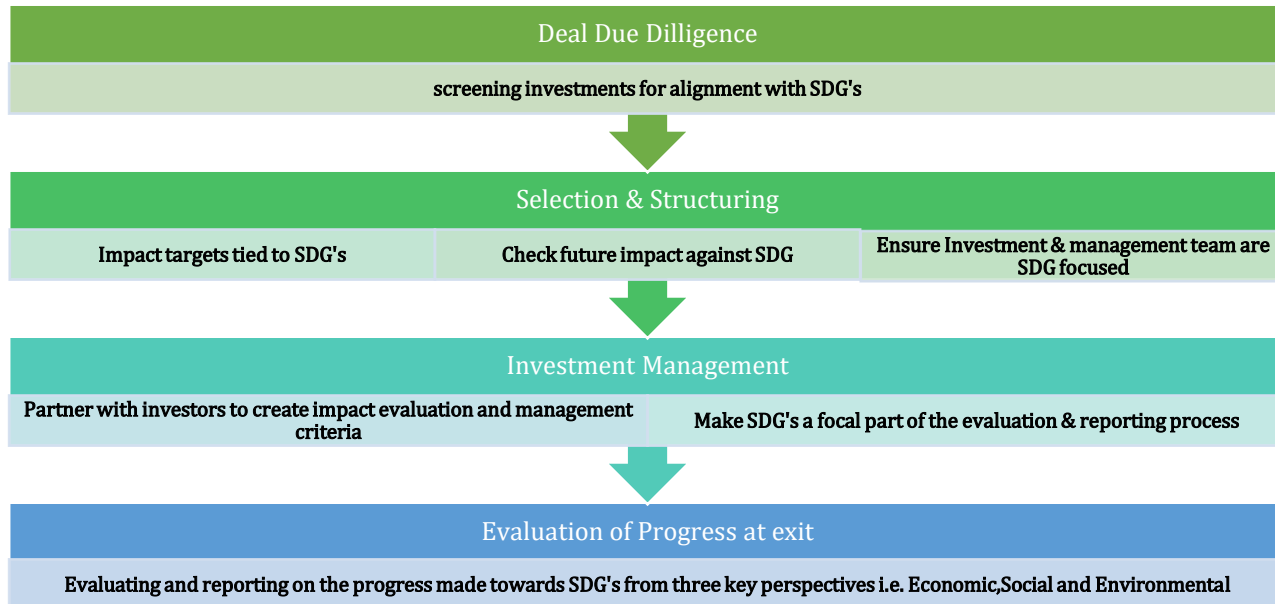 Deal Due Dilligence
screening investments for alignment with SDG's
Selection & Structuring
Impact targets tied to SDG's
Check future impact against SDG
Ensure Investment & management team are
SDG focused
Investment Management
Partner with investors to create impact evaluation and management
criteria
Make SDG's a focal part of the evaluation & reporting process
Evaluation of Progress at exit
Evaluating and reporting on the progress made towards SDG's from three key perspectives i.e. Economic,Social and Environmental